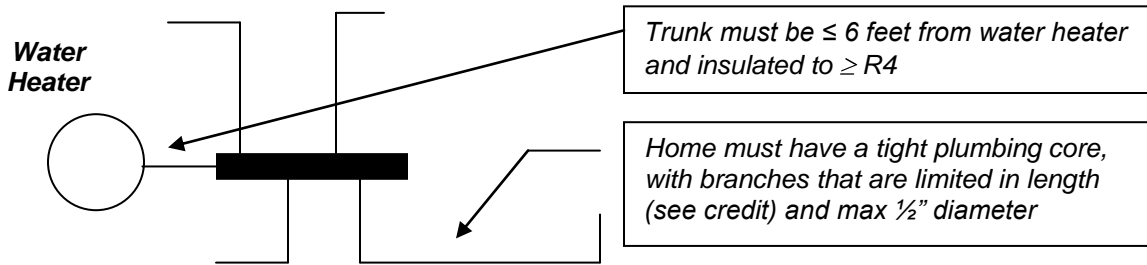 Water
Heater
Trunk must be ≤ 6 feet from water heater
and insulated to ≥ R4
Home must have a tight plumbing core,
with branches that are limited in length
(see credit) and max ½” diameter